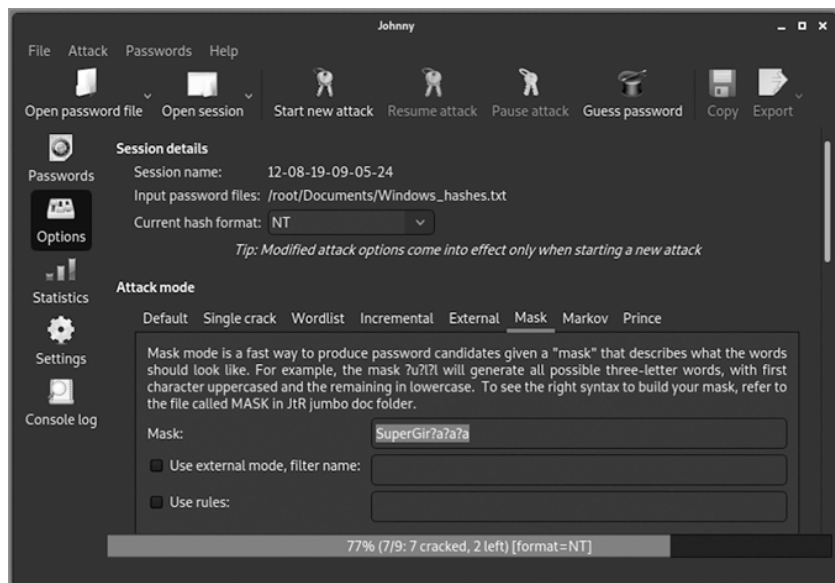 Johnny
File Attack Passwords Help
Open password file Open session Start new attack Resume attack Pause attack Guess password Copy Export
Passwords
Options
Statistics
Settings
Console log
Session details
Session name: 12-08-19-09-05-24
Input password files: /root/Documents/Windows_hashes.txt
Current hash format: NT
Tip: Modified attack options come into effect only when starting a new attack
Attack mode
Default Single crack Wordlist Incremental External Mask Markov Prince
Mask mode is a fast way to produce password candidates given a "mask" that describes what the words
should look like. For example, the mask ?u?l?l will generate all possible three-letter words, with first
character uppercased and the remaining in lowercase. To see the right syntax to build your mask, refer to
the file called MASK in JtR jumbo doc folder.
Mask: SuperGir?a?a?a
Use external mode, filter name:
Use rules:
77% (7/9: 7 cracked, 2 left) [format=NT]